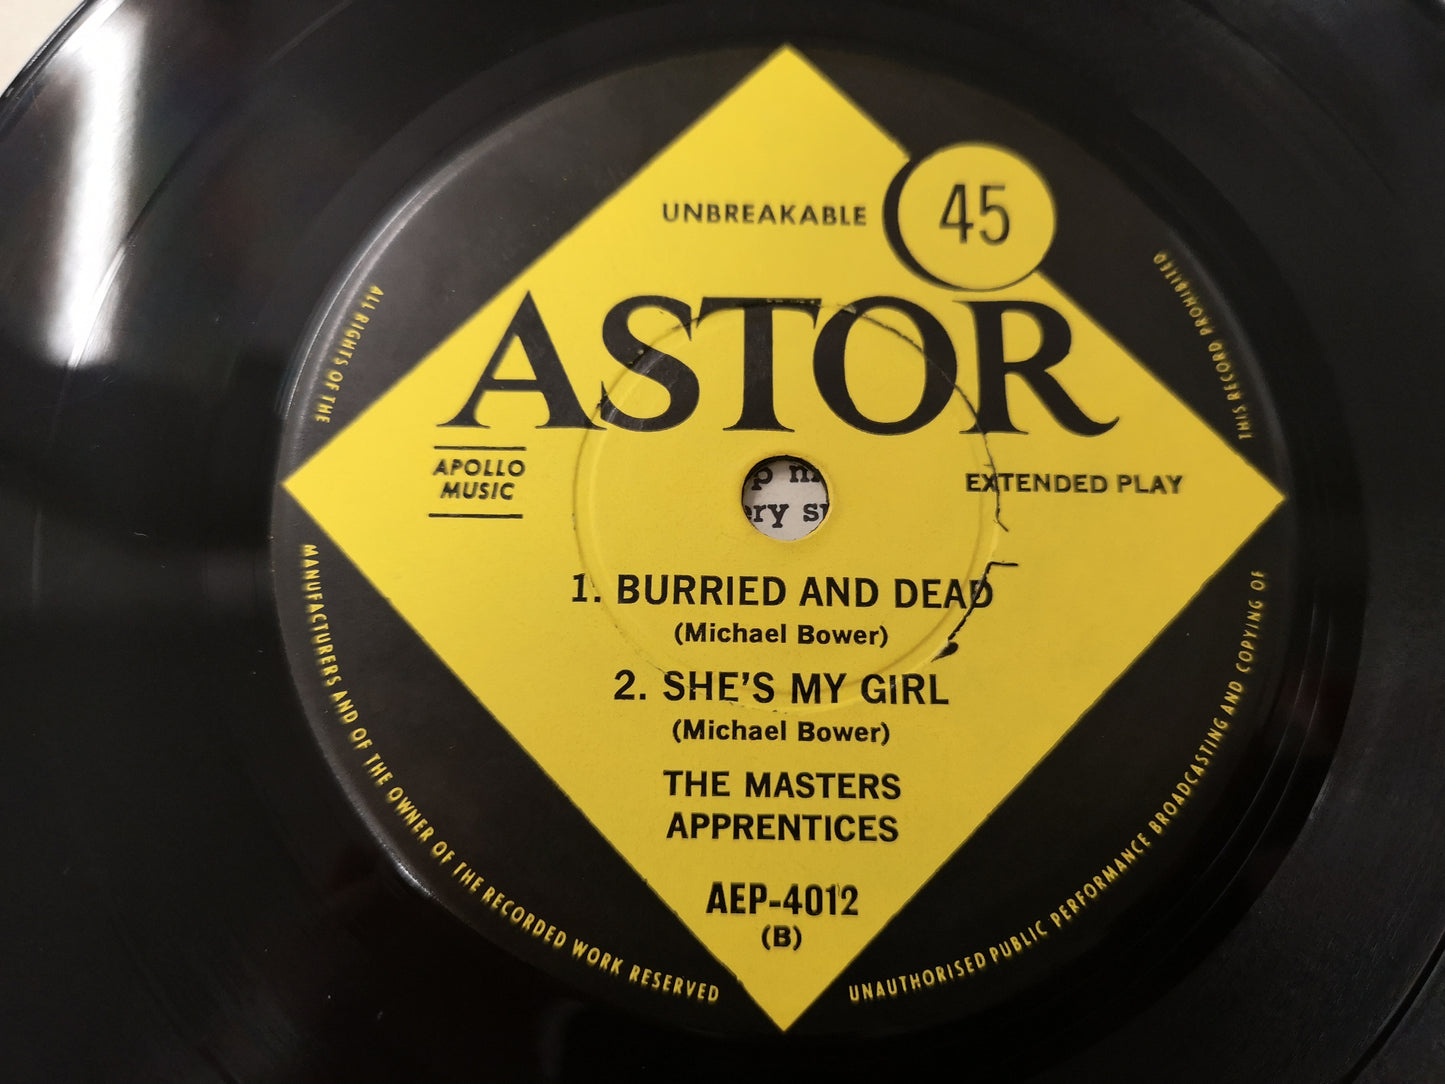 UNBREAKABLE
45
ASTOR
APOLLO
MUSIC
EXTENDED PLAY
1. BURRIED AND DEAD
(Michael Bower)
2. SHE'S MY GIRL
(Michael Bower)
THE MASTERS
APPRENTICES
AEP-4012
(B)
ALL RIGHTS OF THE
MANUFACTURERS AND OF THE OWNER OF THE RECORDED WORK RESERVED
UNAUTHORISED PUBLIC PERFORMANCE BROADCASTING AND COPYING OF
THIS RECORD PROHIBITED